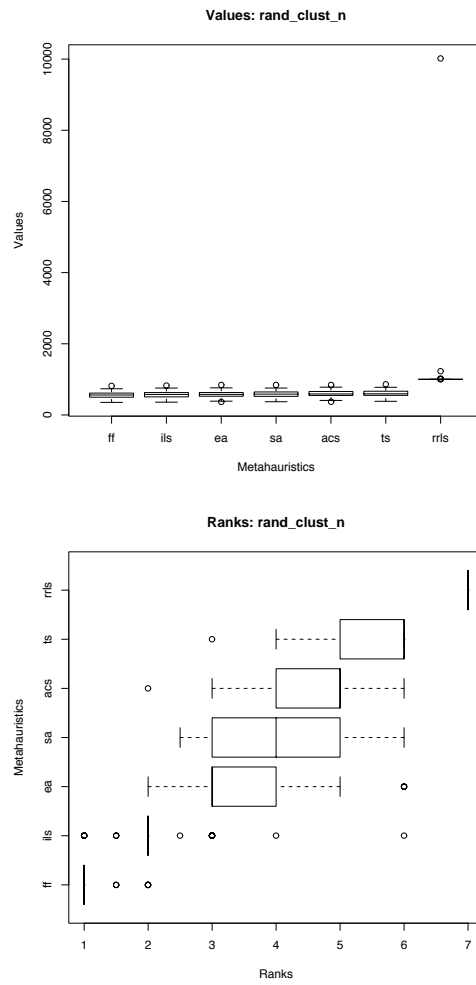 Values: rand_clust_n
10000
8000
6000
4000
2000
0
Values
ff ils ea sa acs ts rrls
Metahauristics
Ranks: rand_clust_n
rrls
ts
acs
sa
ea
ils
ff
Metahauristics
1 2 3 4 5 6 7
Ranks